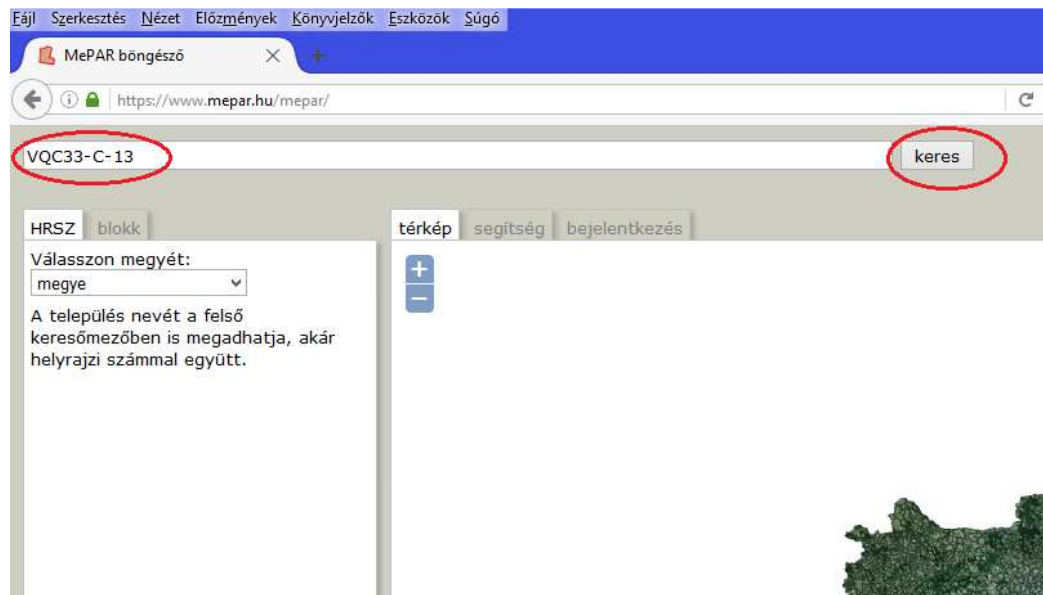 Fájl Szerkesztés Nézet Előzmények Könyvjelzők Eszközök Súgó
MePAR böngésző
https://www.mepar.hu/mepar/
VQC33-C-13
keres
HRSZ blokk
térkép segítség bejelentkezés
Válasszon megyét:
megye
A település nevét a felső
keresőmezőben is megadhatja, akár
helyrajzi számmal együtt.